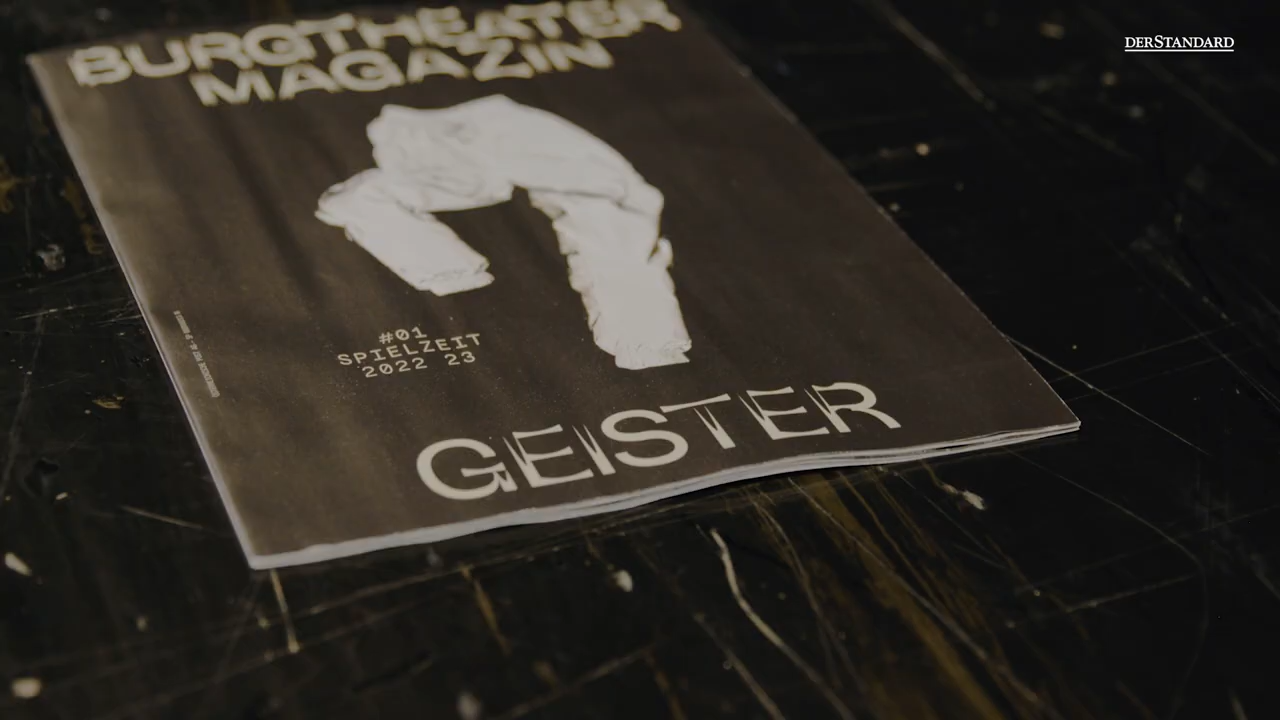 BURGTHEATER
MAGAZIN
DERSTANDARD
#01
SPIELZEIT
2022 23
GEISTER